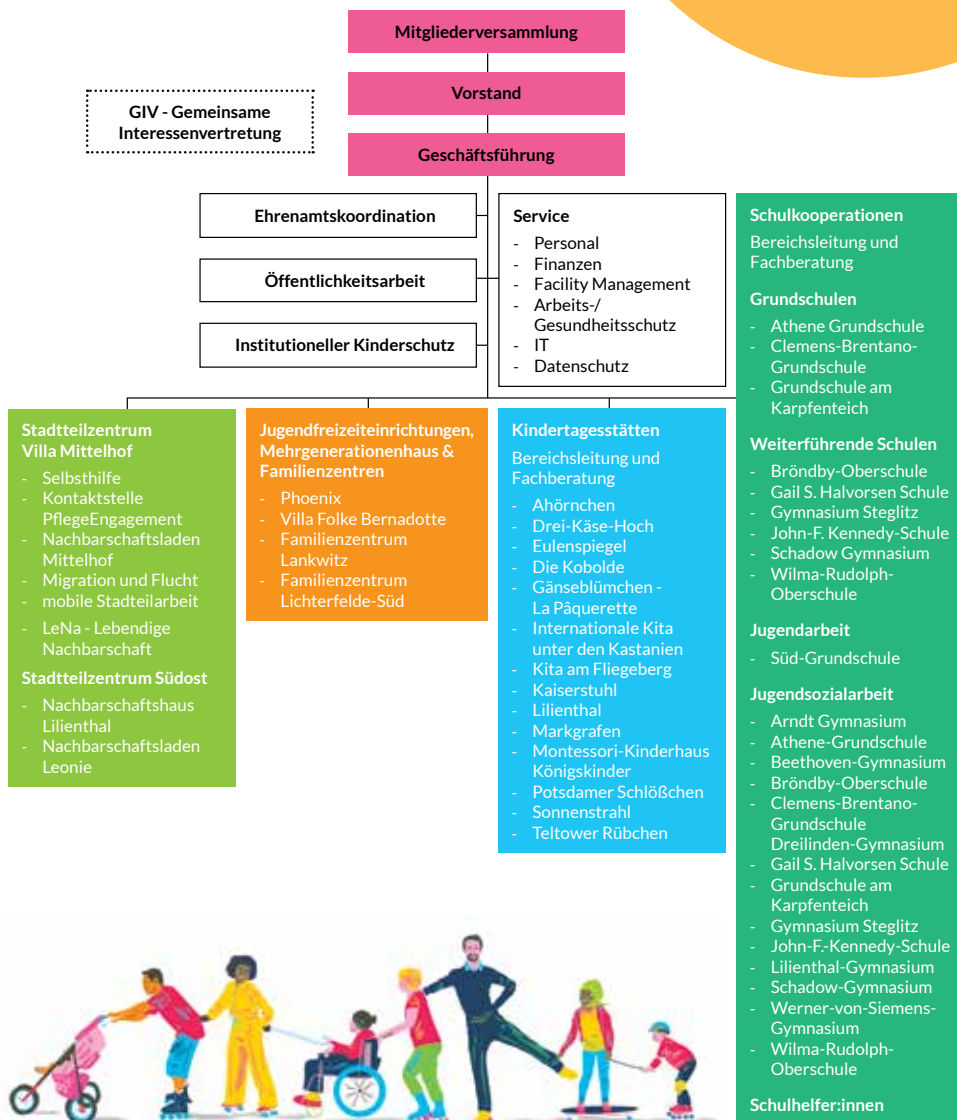 Mitgliederversammlung
Vorstand
GIV - Gemeinsame
Interessenvertretung
Geschäftsführung
Ehrenamtskoordination
Öffentlichkeitsarbeit
Institutioneller Kinderschutz
Service
- Personal
- Finanzen
- Facility Management
- Arbeits-/
Gesundheitsschutz
- IT
- Datenschutz
Stadtteilzentrum
Villa Mittelhof
- Selbsthilfe
- Kontaktstelle
PflegeEngagement
- Nachbarschaftsladen
Mittelhof
- Migration und Flucht
- mobile Stadteilarbeit
- LeNa - Lebendige
Nachbarschaft
Stadtteilzentrum Südost
- Nachbarschaftshaus
Lilienthal
- Nachbarschaftsladen
Leonie
Jugendfreizeiteinrichtungen,
Mehrgenerationenhaus &
Familienzentren
- Phoenix
- Villa Folke Bernadotte
- Familienzentrum
Lankwitz
- Familienzentrum
Lichterfelde-Süd
Kindertagesstätten
Bereichsleitung und
Fachberatung
- Ahörnchen
- Drei-Käse-Hoch
- Eulenspiegel
- Die Kobolde
- Gänseblümchen -
La Pâquerette
- Internationale Kita
unter den Kastanien
- Kita am Fliegeberg
- Kaiserstuhl
- Lilienthal
- Markgrafen
- Montessori-Kinderhaus
Königskinder
- Potsdamer Schlößchen
- Sonnenstrahl
- Teltower Rübchen
Schulkooperationen
Bereichsleitung und
Fachberatung
Grundschulen
- Athene Grundschule
- Clemens-Brentano-
Grundschule
- Grundschule am
Karpfenteich
Weiterführende Schulen
- Bröndby-Oberschule
- Gail S. Halvorsen Schule
- Gymnasium Steglitz
- John-F. Kennedy-Schule
- Schadow Gymnasium
- Wilma-Rudolph-
Oberschule
Jugendarbeit
- Süd-Grundschule
Jugendsozialarbeit
- Arndt Gymnasium
- Athene-Grundschule
- Beethoven-Gymnasium
- Bröndby-Oberschule
- Clemens-Brentano-
Grundschule
Dreilinden-Gymnasium
- Gail S. Halvorsen Schule
- Grundschule am
Karpfenteich
- Gymnasium Steglitz
- John-F.-Kennedy-Schule
- Lilienthal-Gymnasium
- Schadow-Gymnasium
- Werner-von-Siemens-
Gymnasium
- Wilma-Rudolph-
Oberschule
Schulhelfer:innen